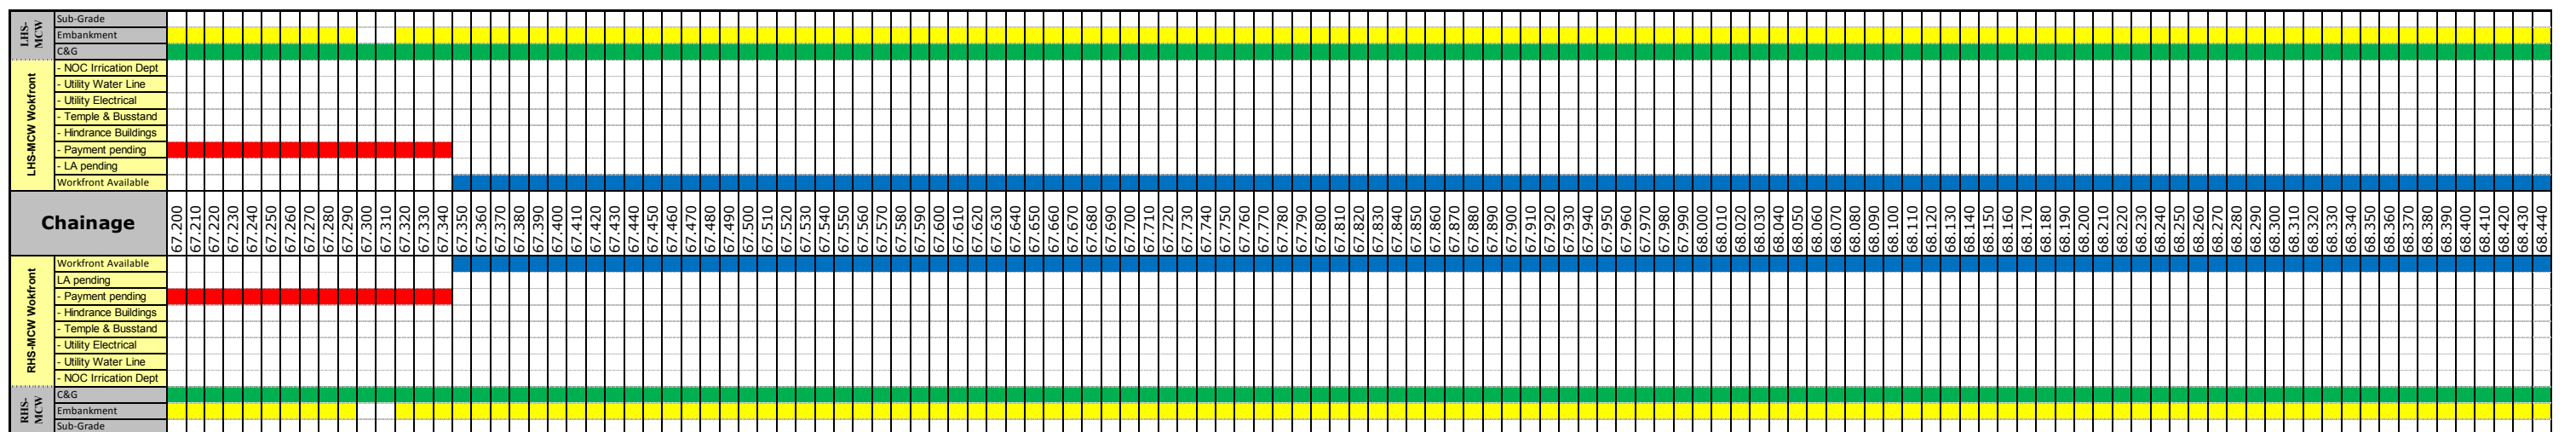 LHS-
MCW
Sub-Grade
Embankment
C&G
LHS-MCW Wokfront
- NOC Irrication Dept
- Utility Water Line
- Utility Electrical
- Temple & Busstand
- Hindrance Buildings
- Payment pending
- LA pending
Workfront Available
Chainage
67.200 67.210 67.220 67.230 67.240 67.250 67.260 67.270 67.280 67.290 67.300 67.310 67.320 67.330 67.340 67.350 67.360 67.370 67.380 67.390 67.400 67.410 67.420 67.430 67.440 67.450 67.460 67.470 67.480 67.490 67.500 67.510 67.520 67.530 67.540 67.550 67.560 67.570 67.580 67.590 67.600 67.610 67.620 67.630 67.640 67.650 67.660 67.670 67.680 67.690 67.700 67.710 67.720 67.730 67.740 67.750 67.760 67.770 67.780 67.790 67.800 67.810 67.820 67.830 67.840 67.850 67.860 67.870 67.880 67.890 67.900 67.910 67.920 67.930 67.940 67.950 67.960 67.970 67.980 67.990 68.000 68.010 68.020 68.030 68.040 68.050 68.060 68.070 68.080 68.090 68.100 68.110 68.120 68.130 68.140 68.150 68.160 68.170 68.180 68.190 68.200 68.210 68.220 68.230 68.240 68.250 68.260 68.270 68.280 68.290 68.300 68.310 68.320 68.330 68.340 68.350 68.360 68.370 68.380 68.390 68.400 68.410 68.420 68.430 68.440
RHS-MCW Wokfront
Workfront Available
LA pending
- Payment pending
- Hindrance Buildings
- Temple & Busstand
- Utility Electrical
- Utility Water Line
- NOC Irrication Dept
RHS-
MCW
C&G
Embankment
Sub-Grade